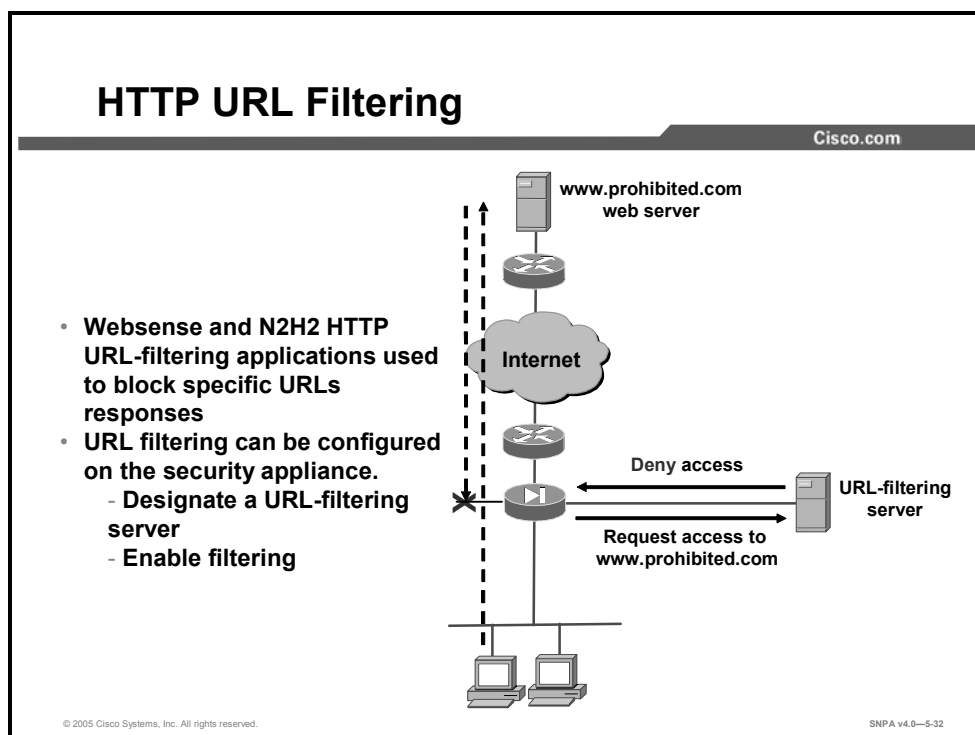 HTTP URL Filtering
Cisco.com
www.prohibited.com
web server
• Websense and N2H2 HTTP
URL-filtering applications used
to block specific URLs
responses
• URL filtering can be configured
on the security appliance.
- Designate a URL-filtering
server
- Enable filtering
Internet
Deny access
URL-filtering
server
Request access to
www.prohibited.com
© 2005 Cisco Systems, Inc. All rights reserved.
SNPA v4.0—5-32